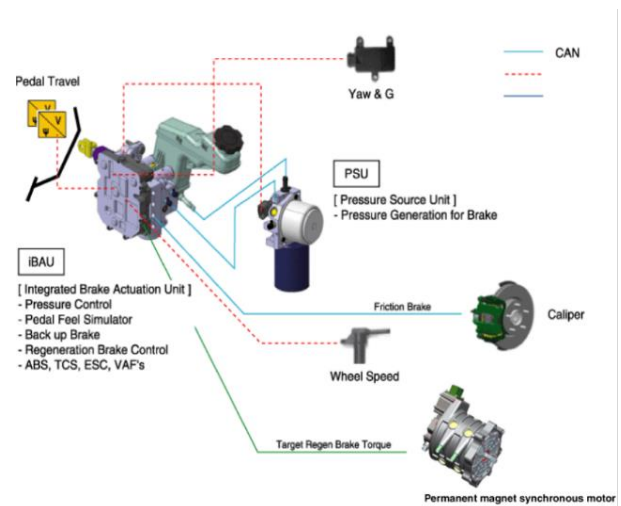 CAN
Yaw & G
Pedal Travel
V
Ψ
V
Ψ
PSU
[ Pressure Source Unit ]
- Pressure Generation for Brake
iBAU
[ Integrated Brake Actuation Unit ]
- Pressure Control
- Pedal Feel Simulator
- Back up Brake
- Regeneration Brake Control
- ABS, TCS, ESC, VAF's
Friction Brake
Caliper
Wheel Speed
Target Regen Brake Torque
Permanent magnet synchronous motor